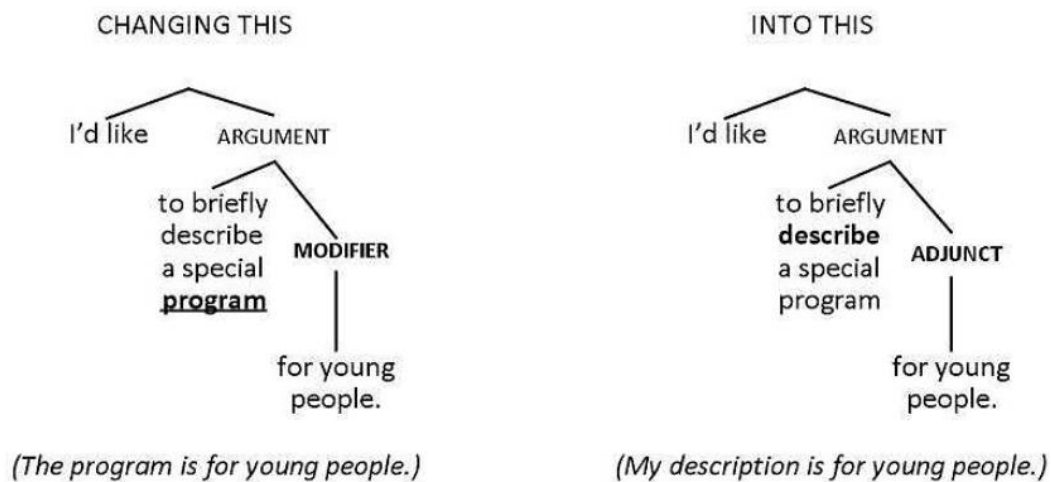 CHANGING THIS
I'd like
ARGUMENT
to briefly
describe
a special
program
MODIFIER
for young
people.
(The program is for young people.)
INTO THIS
I'd like
ARGUMENT
to briefly
describe
a special
program
ADJUNCT
for young
people.
(My description is for young people.)